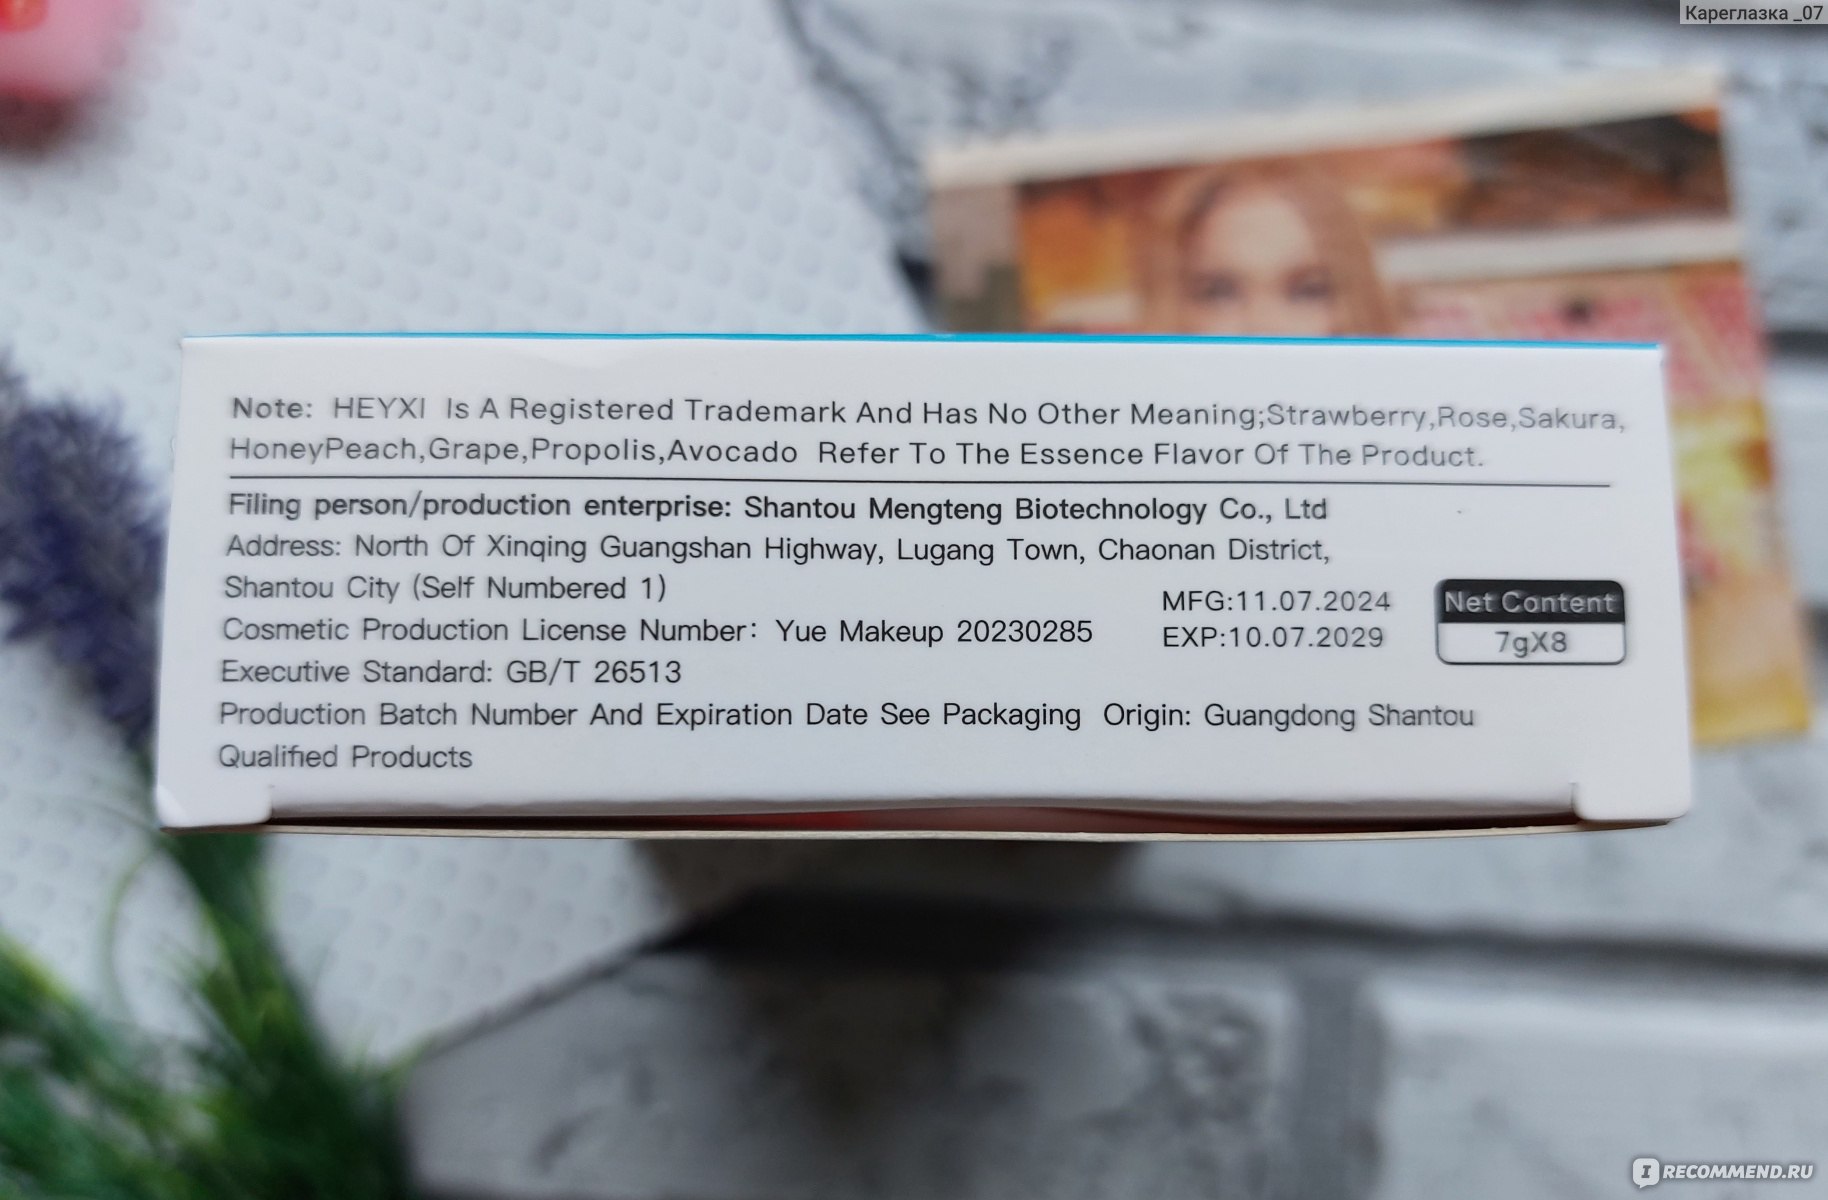 Кареглазка _07
Note: HEYXI Is A Registered Trademark And Has No Other Meaning;Strawberry,Rose,Sakura,
HoneyPeach,Grape,Propolis,Avocado Refer To The Essence Flavor Of The Product.
Filing person/production enterprise: Shantou Mengteng Biotechnology Co., Ltd
Address: North Of Xinqing Guangshan Highway, Lugang Town, Chaonan District,
Shantou City (Self Numbered 1)
Cosmetic Production License Number: Yue Makeup 20230285
Executive Standard: GB/T 26513
Production Batch Number And Expiration Date See Packaging Origin: Guangdong Shantou
Qualified Products
MFG:11.07.2024
EXP:10.07.2029
Net Content
7gX8
I RECOMMEND.RU